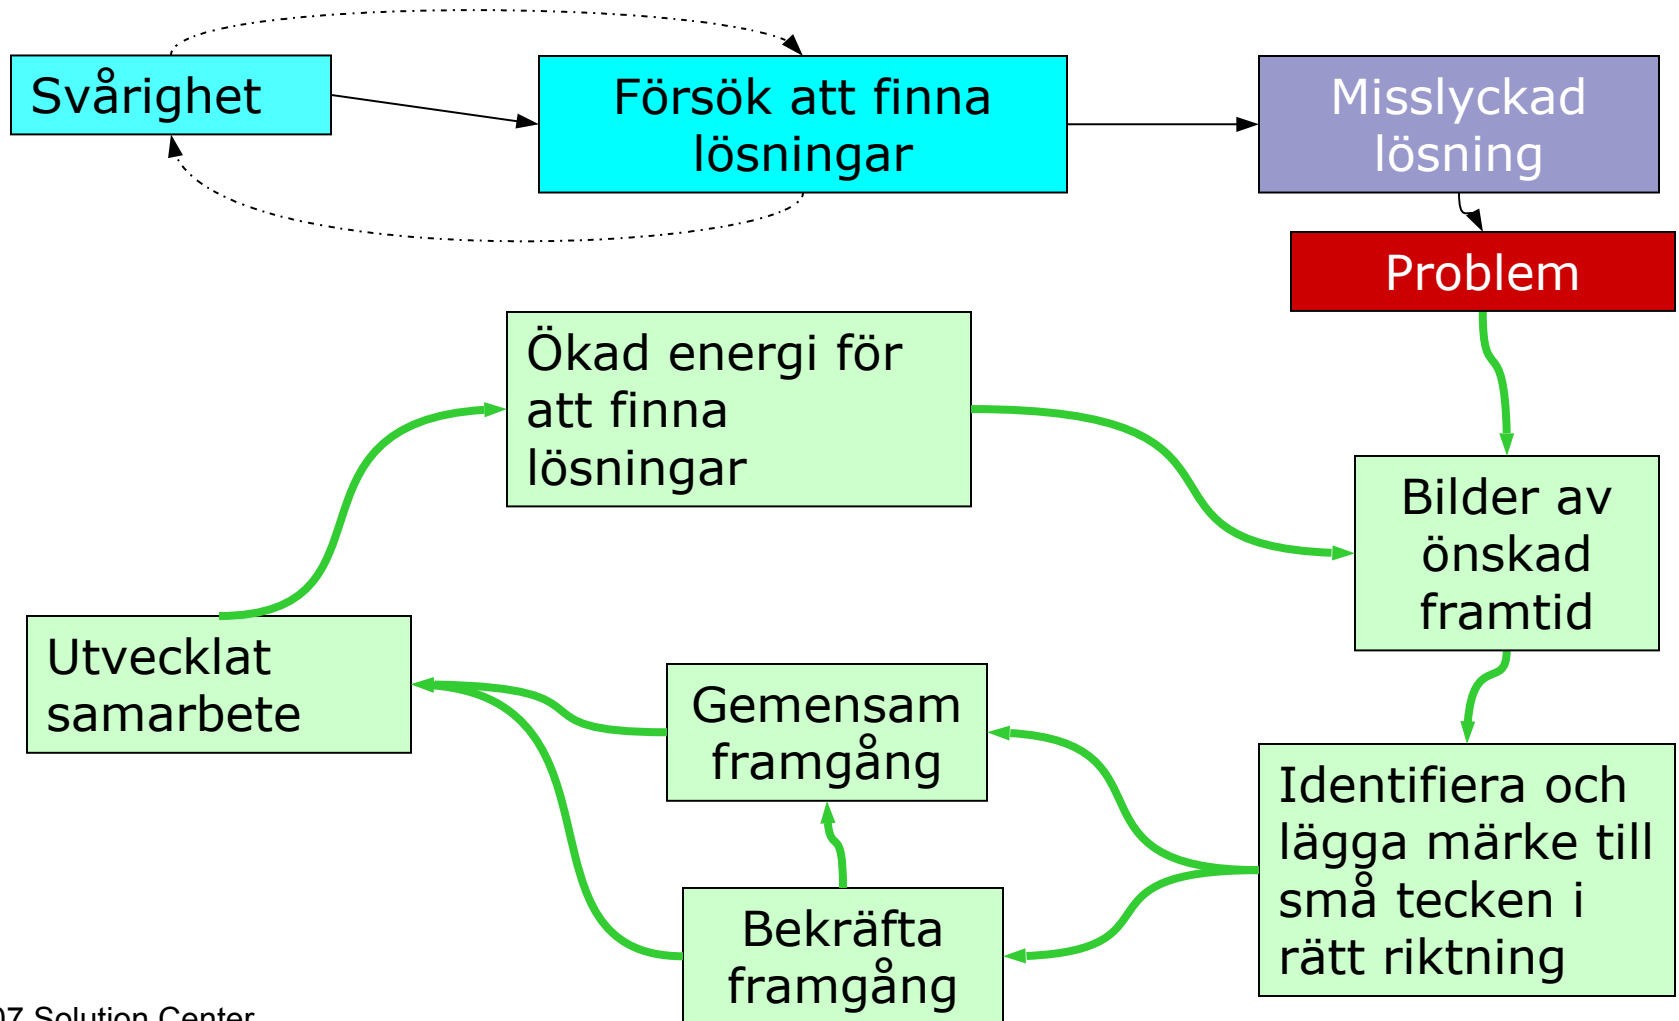 Svårighet
Försök att finna
lösningar
Misslyckad
lösning
Problem
Ökad energi för
att finna
lösningar
Bilder av
önskad
framtid
Utvecklat
samarbete
Gemensam
framgång
Identifiera och
lägga märke till
små tecken i
rätt riktning
Bekräfta
framgång
07 Solution Center